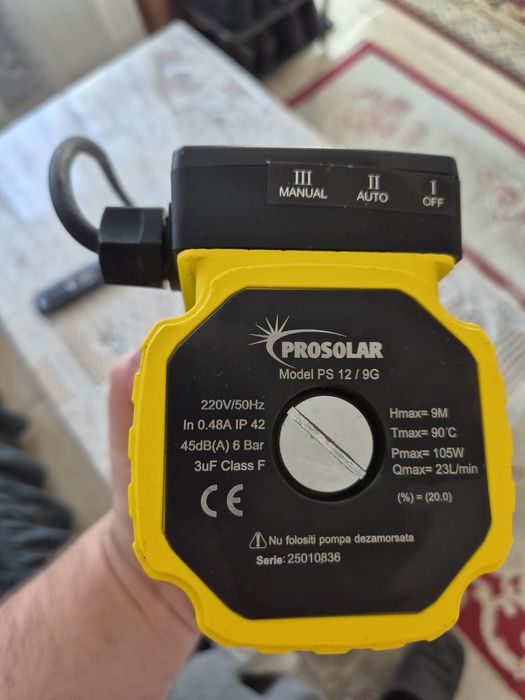 III II I
MANUAL AUTO OFF
PROSOLAR
Model PS 12 / 9G
220V/50Hz
In 0.48A IP 42
45dB(A) 6 Bar
3uF Class F
CE
Hmax= 9M
Tmax= 90°C
Pmax= 105W
Qmax= 23L/min
(%) = (20.0)
Nu folositi pompa dezamorsata
Serie: 25010836